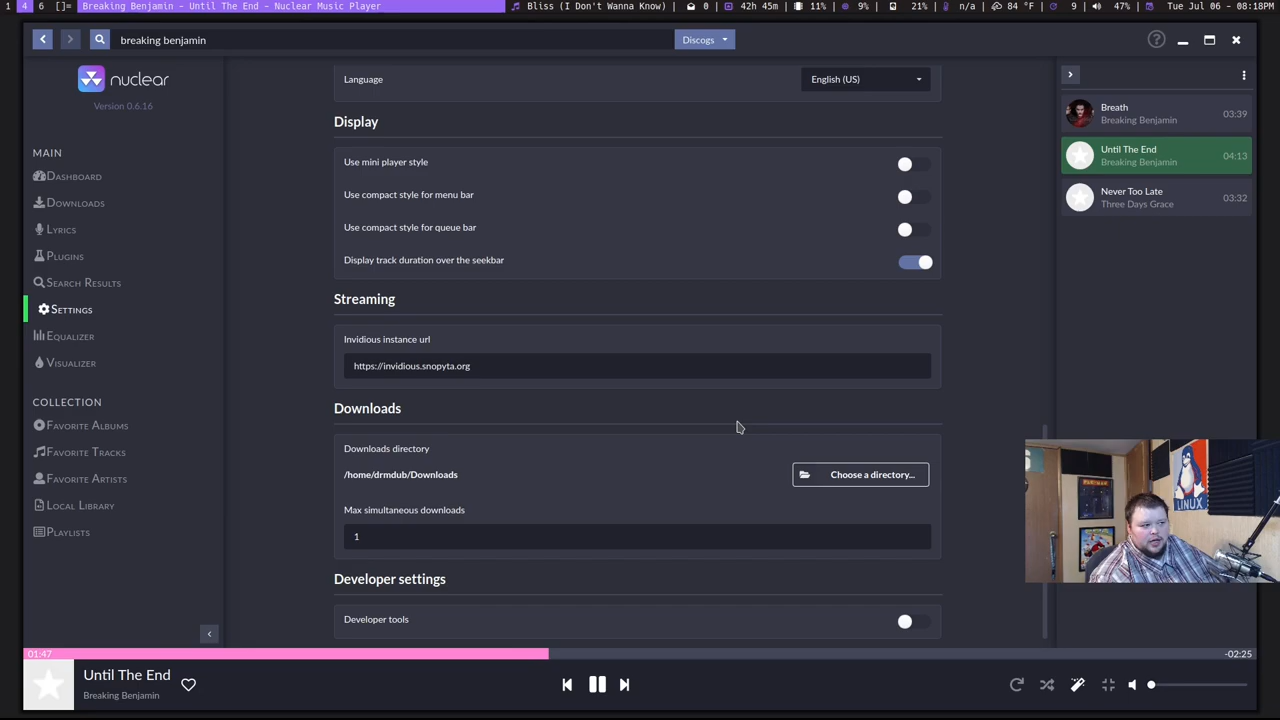 1 4 6 []= Breaking Benjamin – Until The End – Nuclear Music Player Bliss (I Don't Wanna Know) 0 42h 45m 11% 9% 21% n/a 84 °F 9 47% Tue Jul 06 - 08:18PM
breaking benjamin Discogs
nuclear
Version 0.6.16
MAIN
DASHBOARD
DOWNLOADS
LYRICS
PLUGINS
SEARCH RESULTS
SETTINGS
EQUALIZER
VISUALIZER
COLLECTION
FAVORITE ALBUMS
FAVORITE TRACKS
FAVORITE ARTISTS
LOCAL LIBRARY
PLAYLISTS
Language English (US)
Display
Use mini player style
Use compact style for menu bar
Use compact style for queue bar
Display track duration over the seekbar
Streaming
Invidious instance url
https://invidious.snopyta.org
Downloads
Downloads directory
/home/drmdub/Downloads Choose a directory...
Max simultaneous downloads
1
Developer settings
Developer tools
Breath
Breaking Benjamin 03:39
Until The End
Breaking Benjamin 04:13
Never Too Late
Three Days Grace 03:32
LINUX
01:47 -02:25
Until The End
Breaking Benjamin